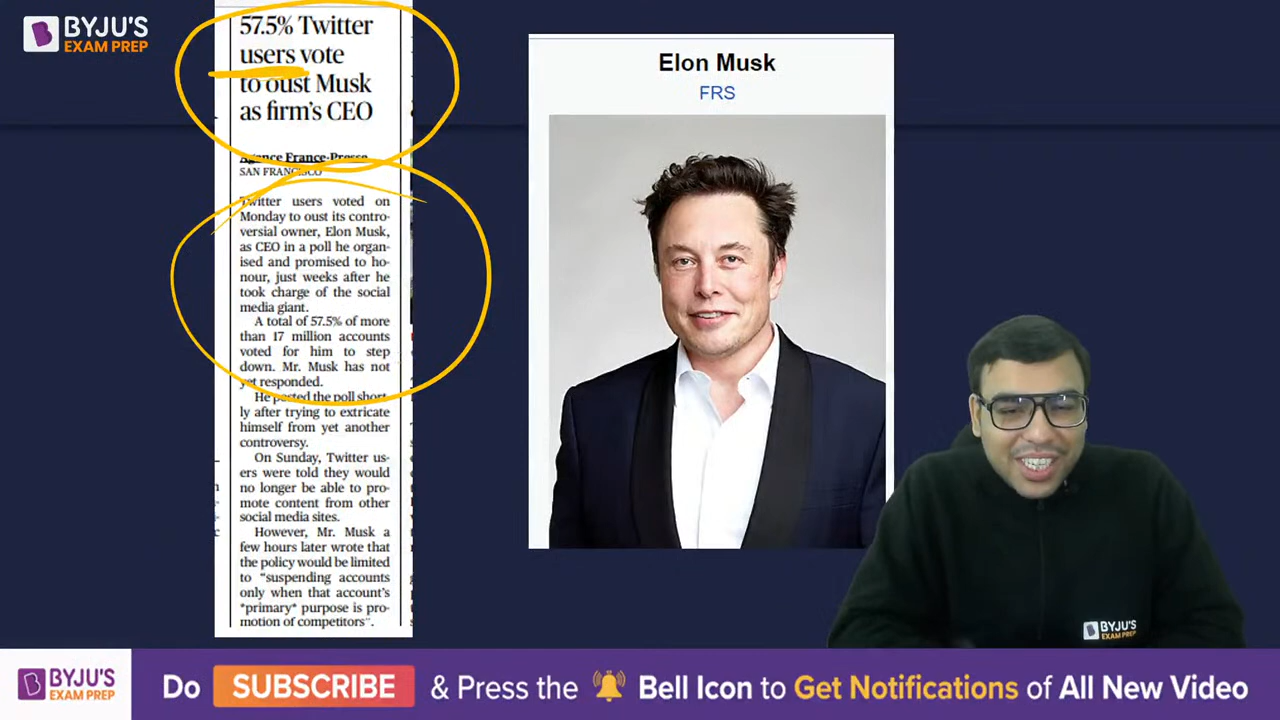 BYJU'S
EXAM PREP
57.5% Twitter
users vote
to oust Musk
as firm's CEO
Agence France-Presse
SAN FRANCISCO
Twitter users voted on
Monday to oust its contro-
versial owner, Elon Musk,
as CEO in a poll he organ-
ised and promised to ho-
nour, just weeks after he
took charge of the social
media giant.
A total of 57.5% of more
than 17 million accounts
voted for him to step
down. Mr. Musk has not
yet responded.
He posted the poll short-
ly after trying to extricate
himself from yet another
controversy.
On Sunday, Twitter us-
ers were told they would
no longer be able to pro-
mote content from other
social media sites.
However, Mr. Musk a
few hours later wrote that
the policy would be limited
to “suspending accounts
only when that account's
*primary* purpose is pro-
motion of competitors”.
Elon Musk
FRS
BYJU'S
EXAM PREP
BYJU'S
EXAM PREP
Do SUBSCRIBE & Press the Bell Icon to Get Notifications of All New Video